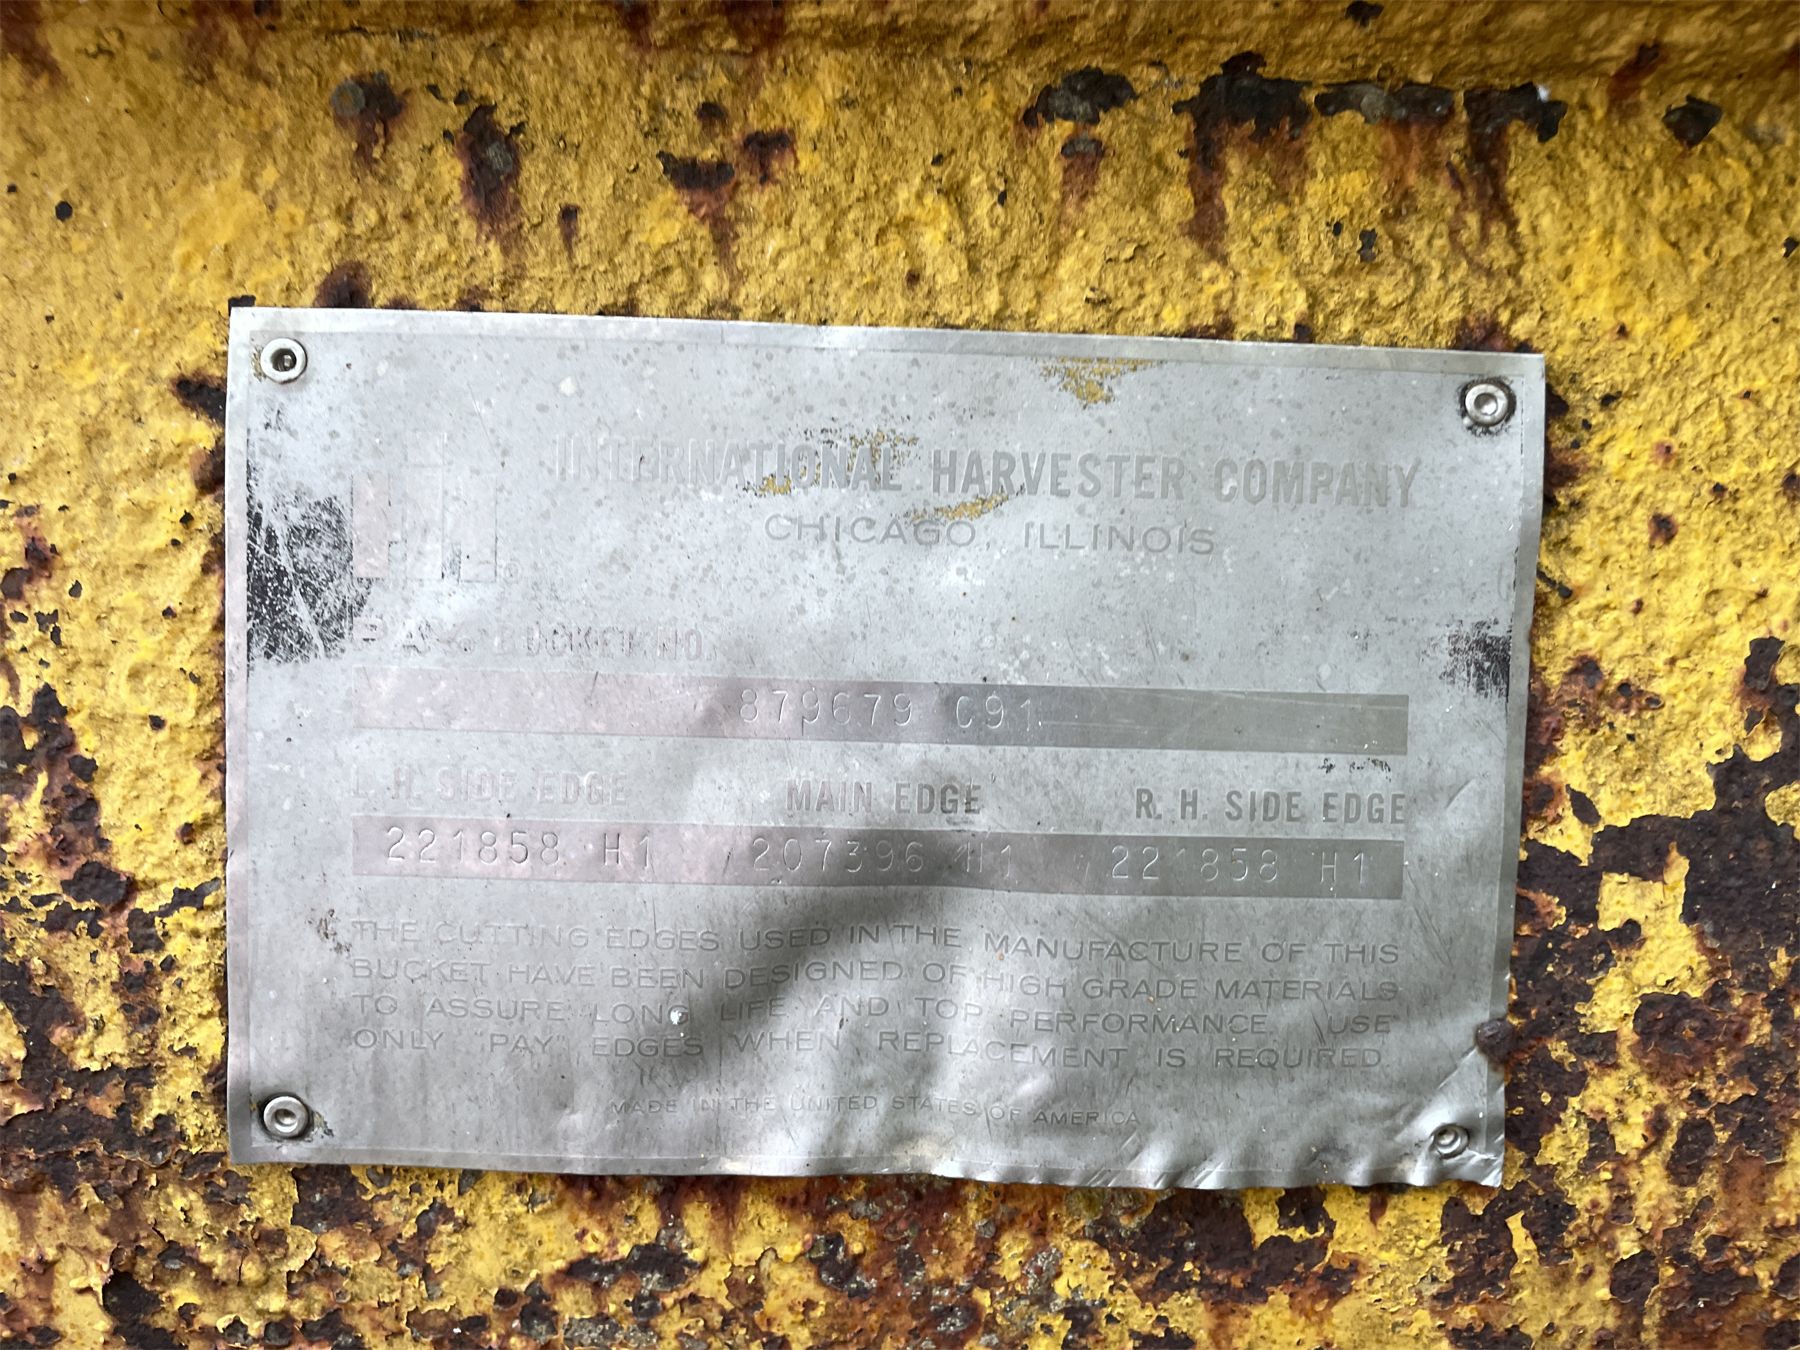 INTERNATIONAL HARVESTER COMPANY
CHICAGO, ILLINOIS
BUCKET NO.
879679 C91
L. H. SIDE EDGE MAIN EDGE R. H. SIDE EDGE
221858 H1 207396 H1 221858 H1
THE CUTTING EDGES USED IN THE MANUFACTURE OF THIS
BUCKET HAVE BEEN DESIGNED OF HIGH GRADE MATERIALS
TO ASSURE LONG LIFE AND TOP PERFORMANCE USE
ONLY "PAY" EDGES WHEN REPLACEMENT IS REQUIRED.
MADE IN THE UNITED STATES OF AMERICA